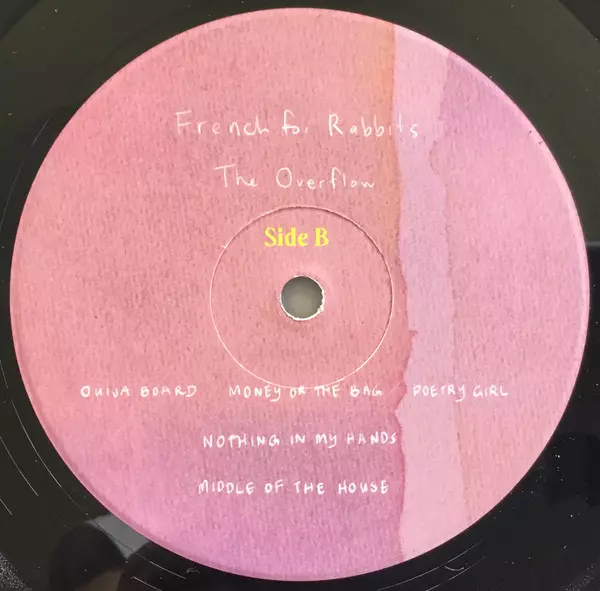 French for Rabbits
The Overflow
Side B
OUIJA BOARD MONEY OR THE BAG POETRY GIRL
NOTHING IN MY HANDS
MIDDLE OF THE HOUSE